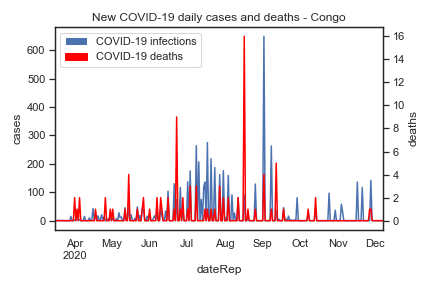 New COVID-19 daily cases and deaths - Congo
COVID-19 infections
COVID-19 deaths
600
500
400
300
200
100
0
cases
16
14
12
10
8
6
4
2
0
deaths
Apr May Jun Jul Aug Sep Oct Nov Dec
2020
dateRep